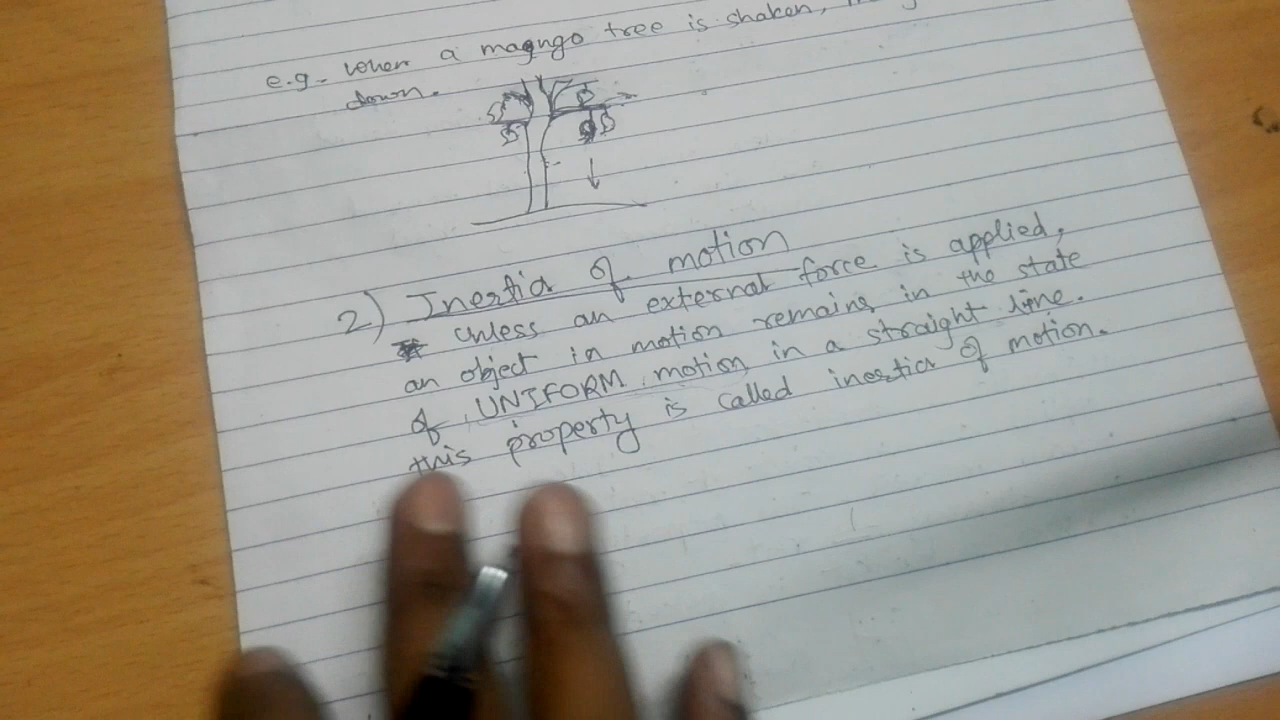 e.g. when a magngo tree is shaken,
down.
2) Inertia of motion
unless an external force is applied,
an object in motion remains in the state
of UNIFORM motion in a straight line.
this property is called inertia of motion.